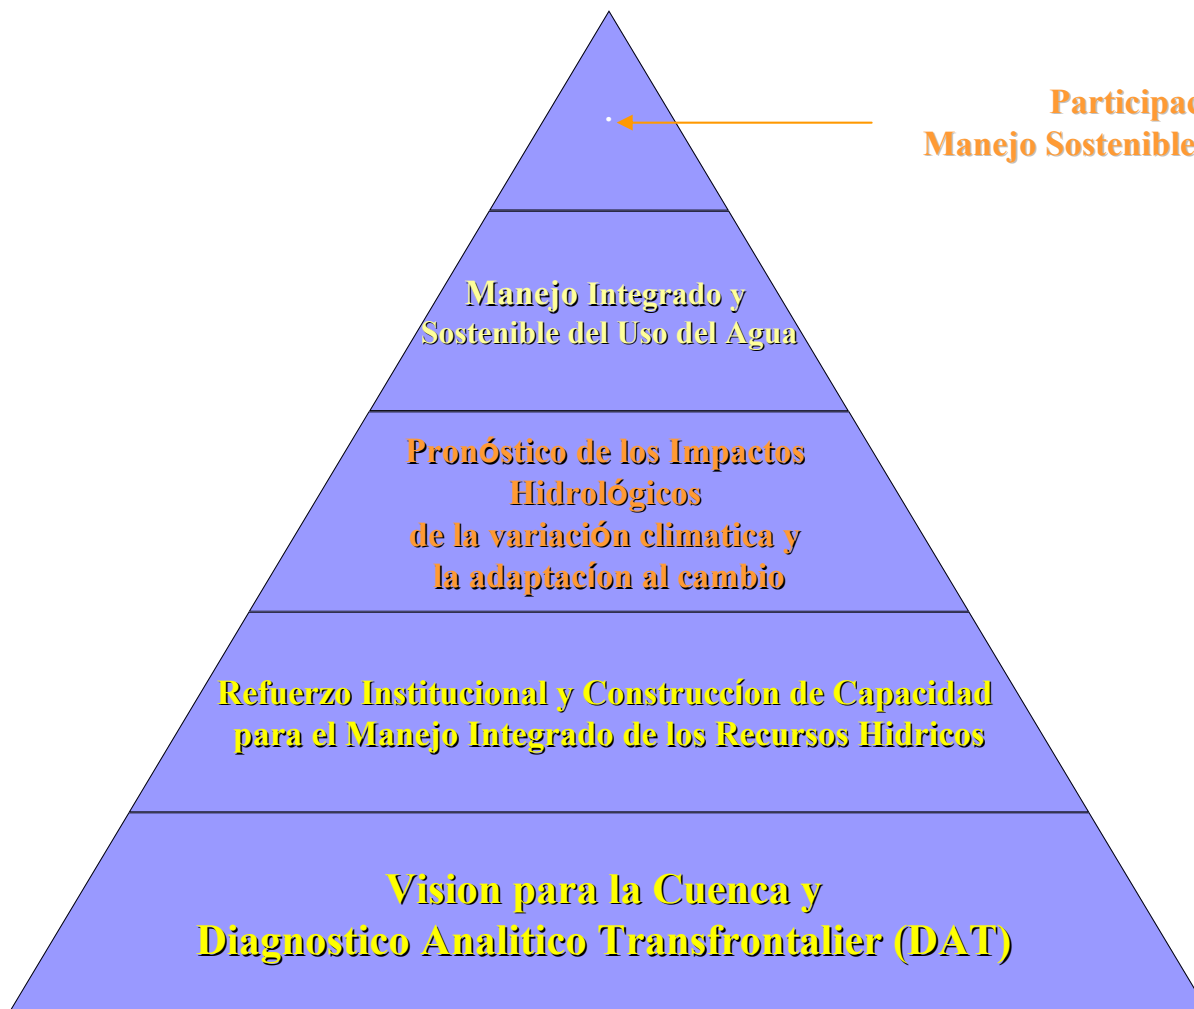 Manejo Sostenible
Manejo Integrado y
Sostenible del Uso del Agua
Pronóstico de los Impactos
Hidrológicos
de la variación climatica y
la adaptacíon al cambio
Refuerzo Institucional y Construccíon de Capacidad
para el Manejo Integrado de los Recursos Hidricos
Vision para la Cuenca y
Diagnostico Analitico Transfrontalier (DAT)